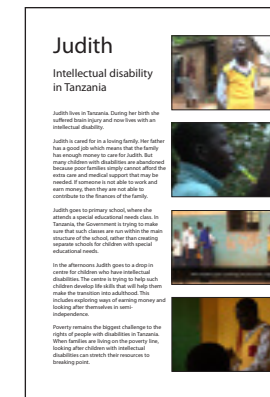 Judith
Intellectual disability
in Tanzania
Judith lives in Tanzania. During her birth she
suffered brain injury and now lives with an
intellectual disability.
Judith is cared for in a loving family. Her father
has a good job which means that the family
has enough money to care for Judith. But
many children with disabilities are abandoned
because poor families simply cannot afford the
extra care and medical support that may be
needed. If someone is not able to work and
earn money, then they are not able to
contribute to the finances of the family.
Judith goes to primary school, where she
attends a special educational needs class. In
Tanzania, the Government is trying to make
sure that such classes are run within the main
structure of the school, rather than creating
separate schools for children with special
educational needs.
In the afternoons Judith goes to a drop in
centre for children who have intellectual
disabilities. The centre is trying to help such
children develop life skills that will help them
make the transition into adulthood. This
includes exploring ways of earning money and
looking after themselves in semi-
independence.
Poverty remains the biggest challenge to the
rights of people with disabilities in Tanzania.
When families are living on the poverty line,
looking after children with intellectual
disabilities can stretch their resources to
breaking point.